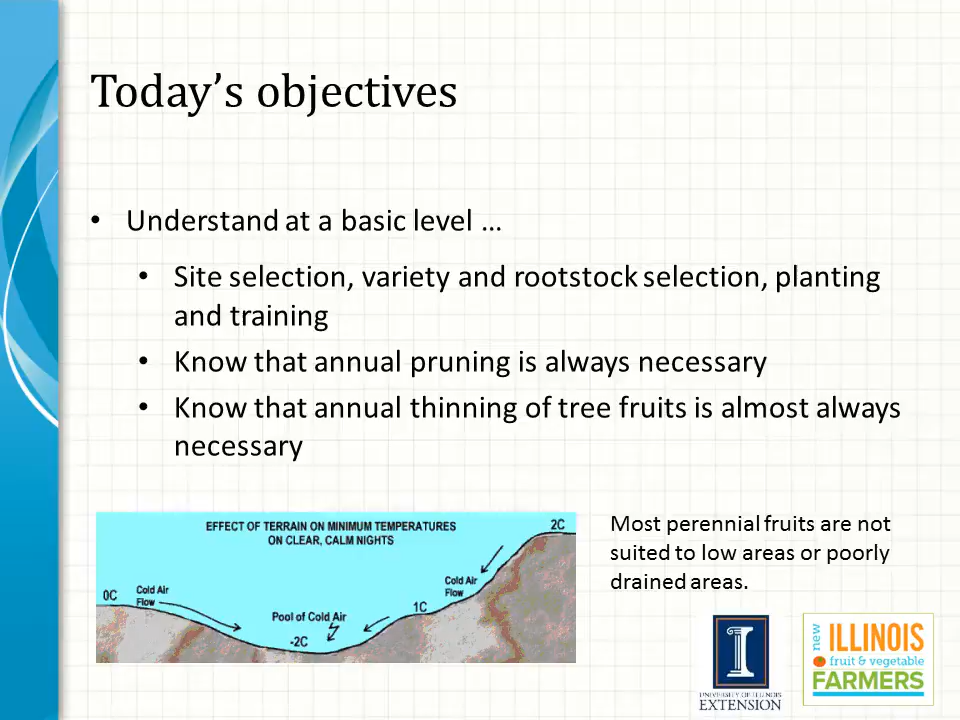 Today’s objectives
• Understand at a basic level …
• Site selection, variety and rootstock selection, planting
and training
• Know that annual pruning is always necessary
• Know that annual thinning of tree fruits is almost always
necessary
EFFECT OF TERRAIN ON MINIMUM TEMPERATURES
ON CLEAR, CALM NIGHTS
2C
Cold Air
Flow
0C
Cold Air
Flow
1C
Pool of Cold Air
-2C
Most perennial fruits are not
suited to low areas or poorly
drained areas.
I
UNIVERSITY OF ILLINOIS
EXTENSION
new
ILLINOIS
fruit & vegetable
FARMERS